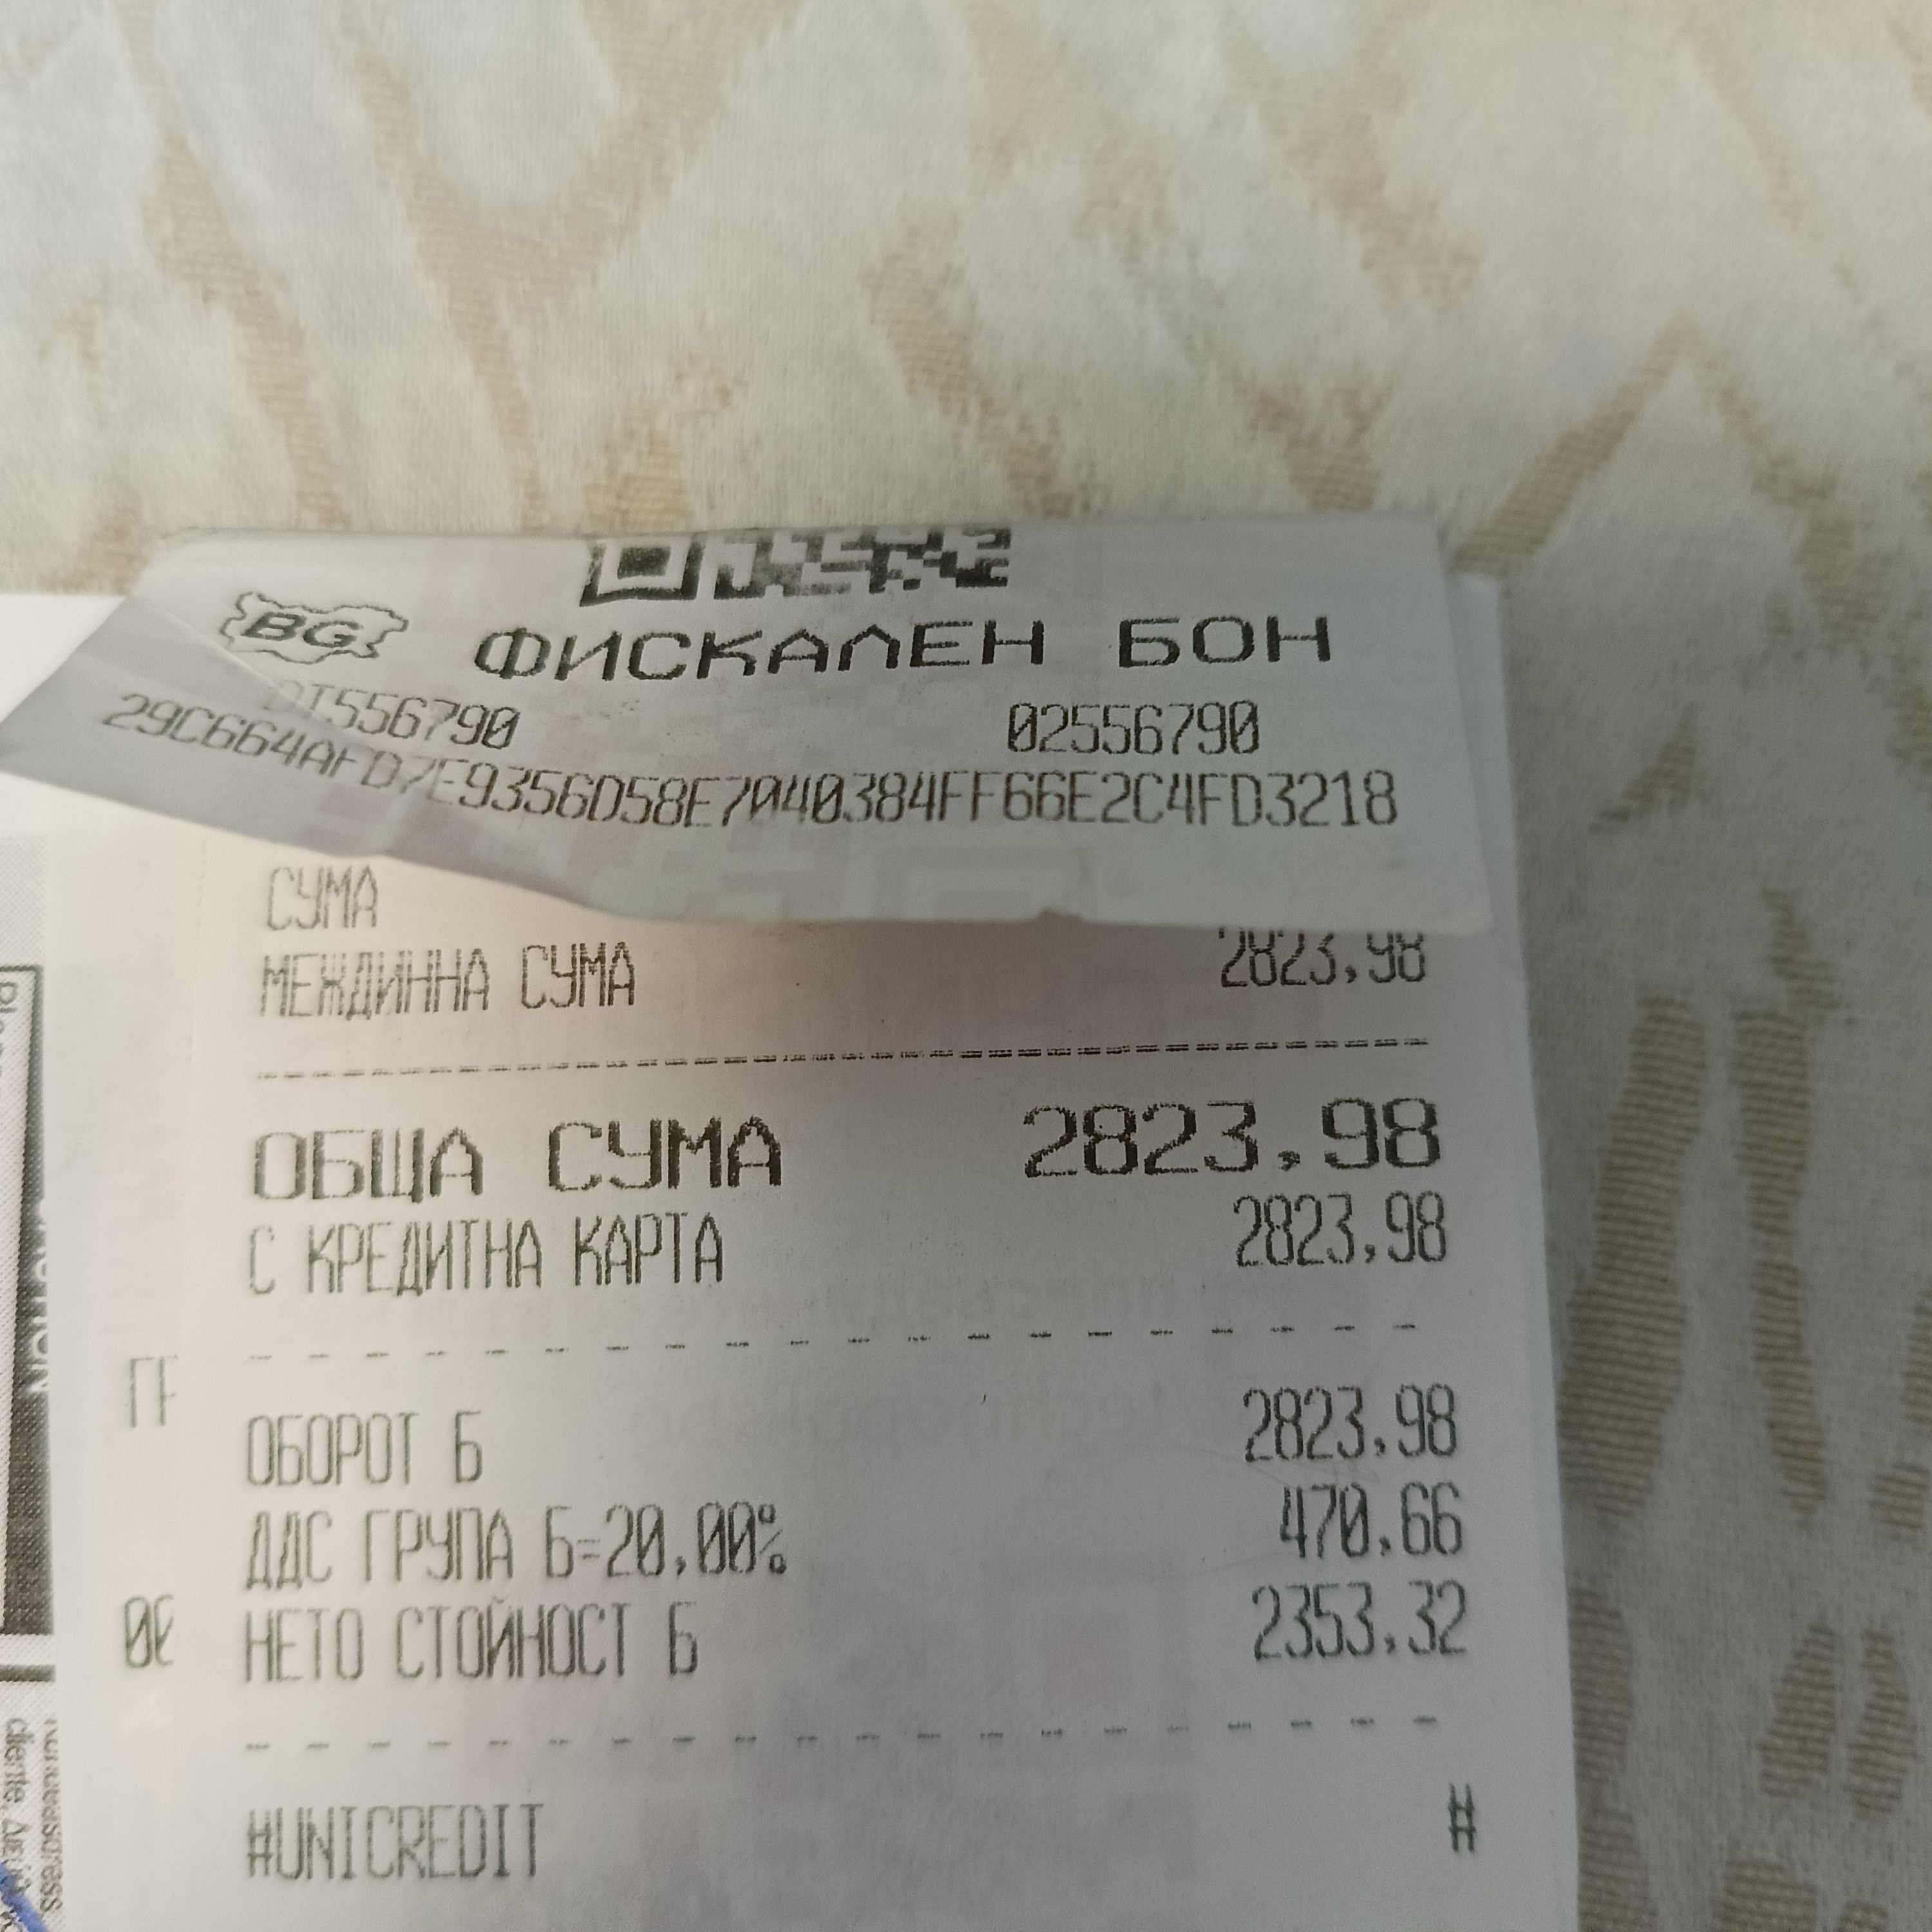 BG ФИСКАЛЕН БОН
DT556790 02556790
29C664AFD7E9356D58E7040384FF66E2C4FD3218
СУМА
МЕЖДИННА СУМА 2823,98
ОБЩА СУМА 2823,98
С КРЕДИТНА КАРТА 2823,98
ОБОРОТ Б 2823,98
ДДС ГРУПА Б=20,00% 470,66
НЕТО СТОЙНОСТ Б 2353,32
#UNICREDIT #